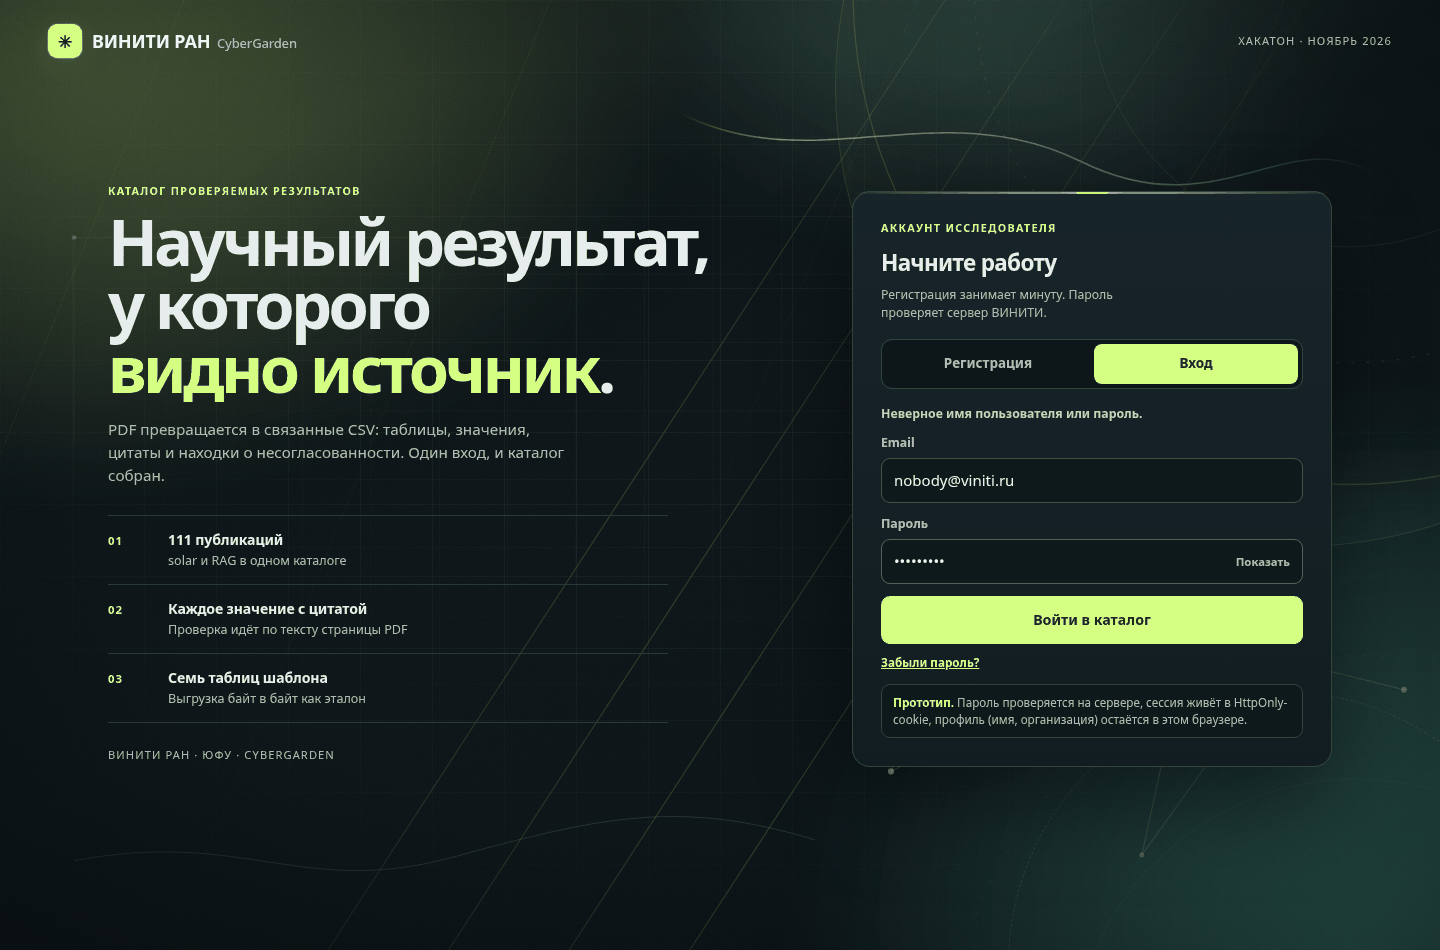 ВИНИТИ РАН CyberGarden
ХАКАТОН · НОЯБРЬ 2026
КАТАЛОГ ПРОВЕРЯЕМЫХ РЕЗУЛЬТАТОВ
Научный результат,
у которого
видно источник.
PDF превращается в связанные CSV: таблицы, значения,
цитаты и находки о несогласованности. Один вход, и каталог
собран.
01
111 публикаций
solar и RAG в одном каталоге
02
Каждое значение с цитатой
Проверка идёт по тексту страницы PDF
03
Семь таблиц шаблона
Выгрузка байт в байт как эталон
ВИНИТИ РАН · ЮФУ · CYBERGARDEN
АККАУНТ ИССЛЕДОВАТЕЛЯ
Начните работу
Регистрация занимает минуту. Пароль
проверяет сервер ВИНИТИ.
Регистрация
Вход
Неверное имя пользователя или пароль.
Email
nobody@viniti.ru
Пароль
•••••••••
Показать
Войти в каталог
Забыли пароль?
Прототип. Пароль проверяется на сервере, сессия живёт в HttpOnly-
cookie, профиль (имя, организация) остаётся в этом браузере.